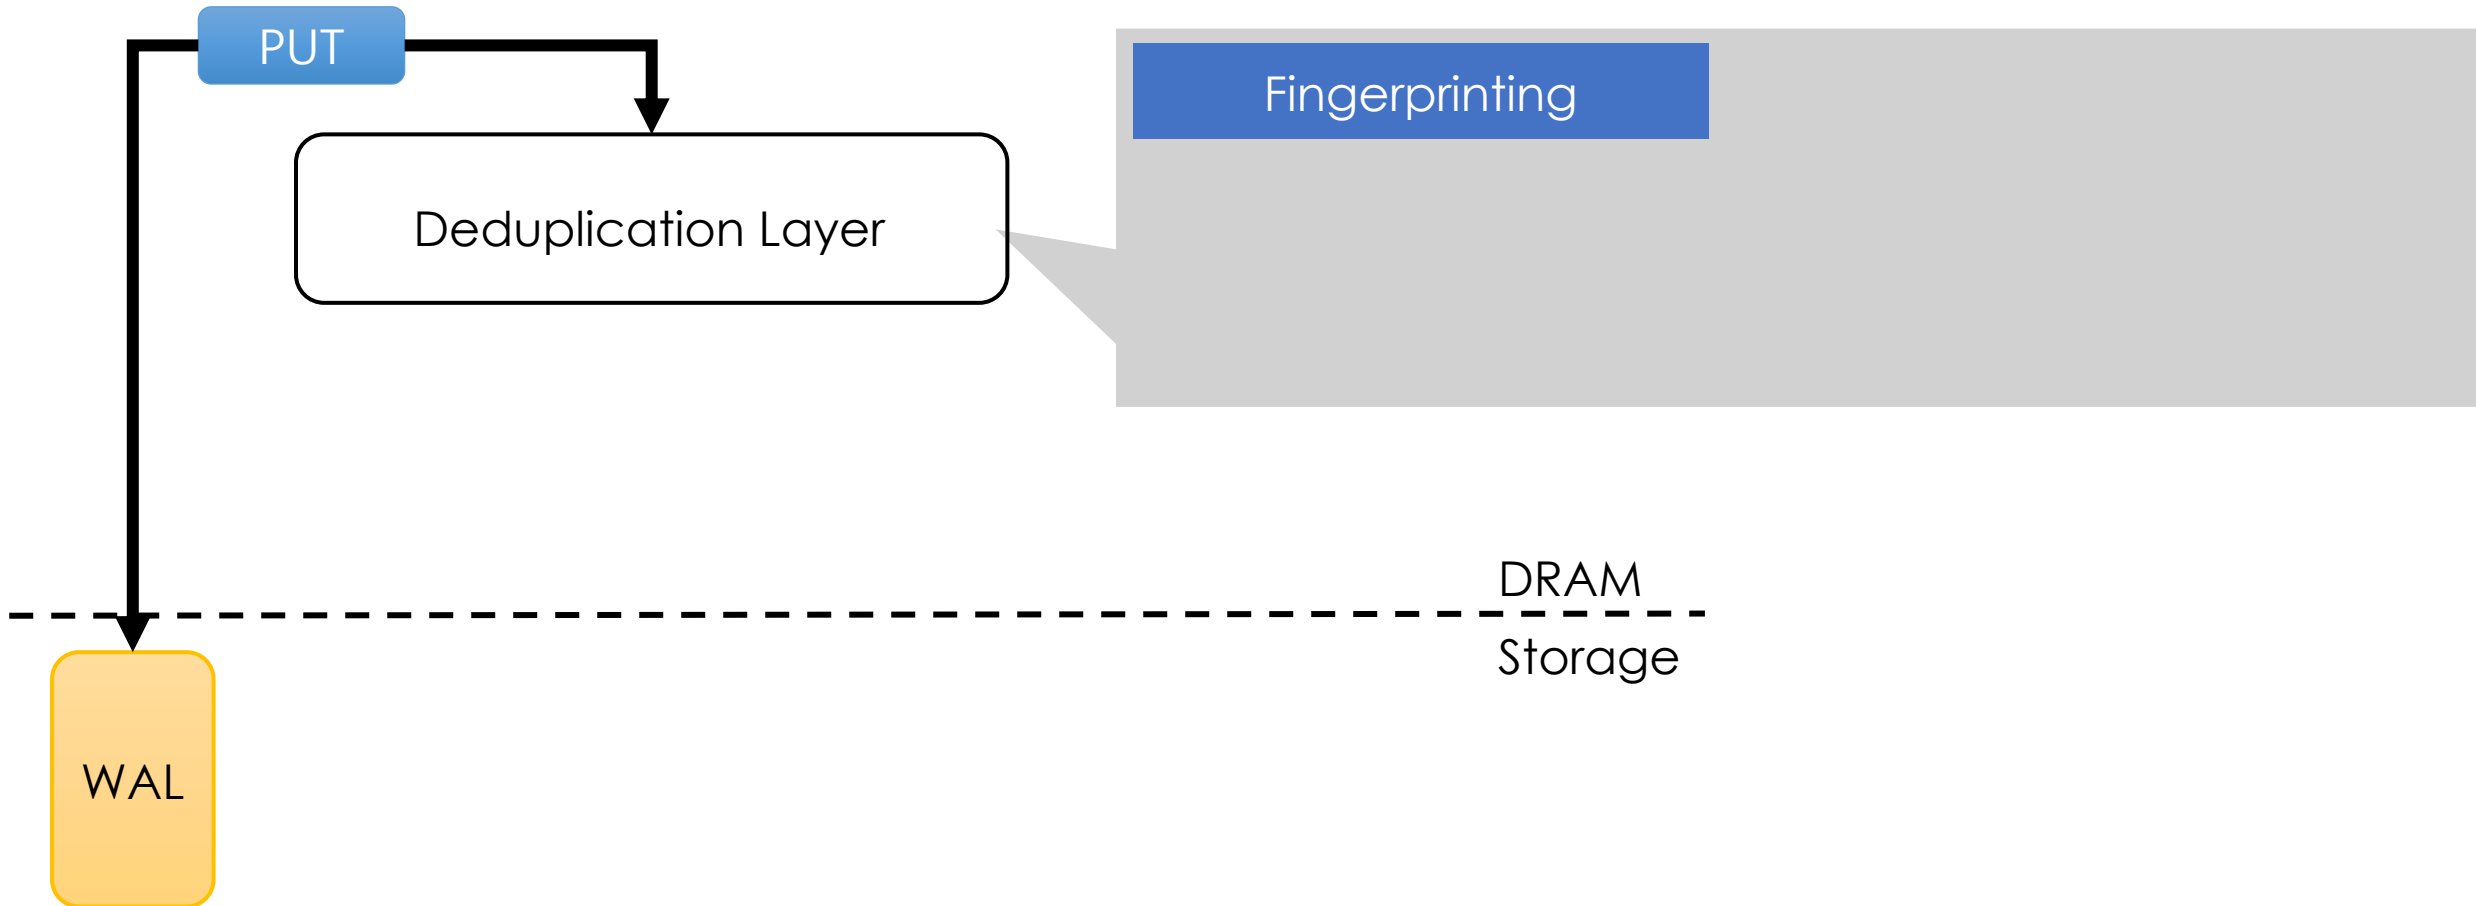 PUT
Fingerprinting
Deduplication Layer
DRAM
Storage
WAL